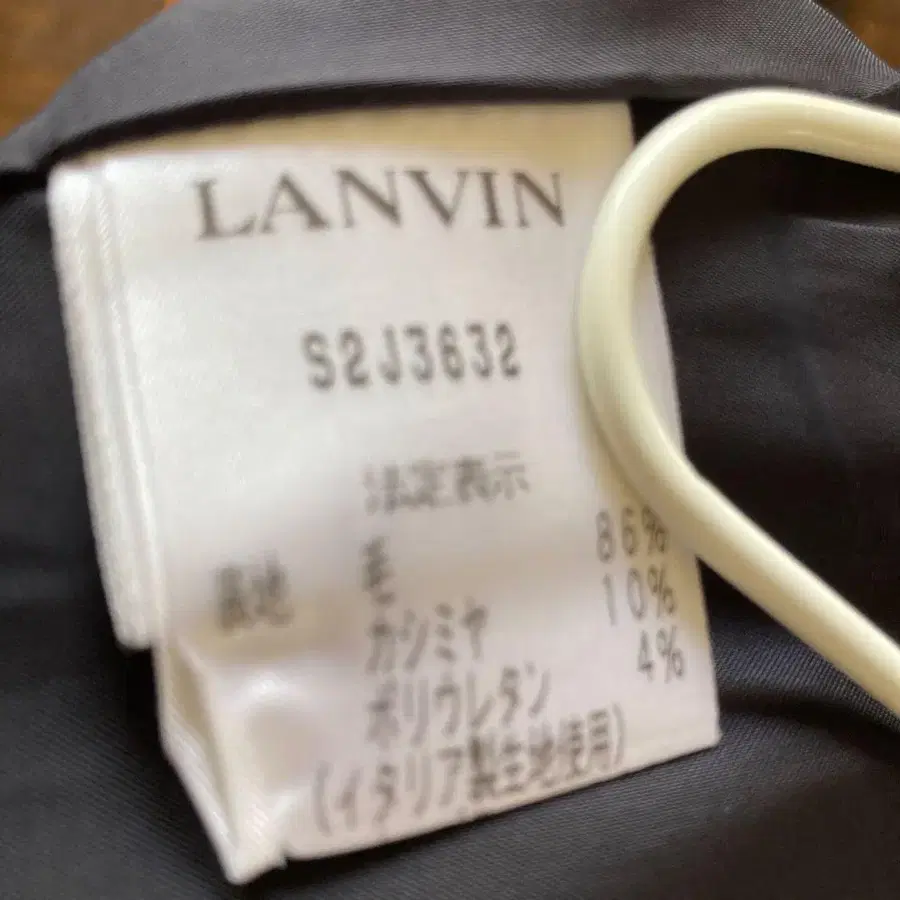 LANVIN
S2J3632
法定表示
表地 毛 86%
カシミヤ 10%
ポリウレタン 4%
(イタリア製生地使用)